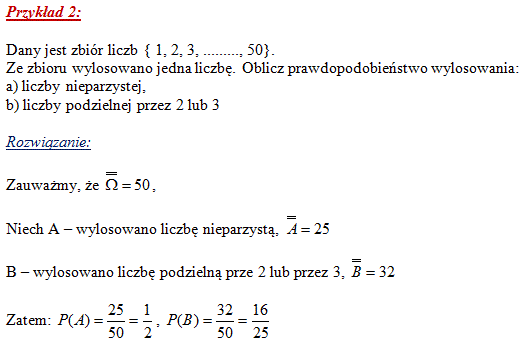 Przykład 2:
Dany jest zbiór liczb { 1, 2, 3, ........., 50}.
Ze zbioru wylosowano jedna liczbę. Oblicz prawdopodobieństwo wylosowania:
a) liczby nieparzystej,
b) liczby podzielnej przez 2 lub 3
Rozwiązanie:
Zauważmy, że $\overline{\overline{\Omega}} = 50$,
Niech A – wylosowano liczbę nieparzystą, $\overline{\overline{A}} = 25$
B – wylosowano liczbę podzielną prze 2 lub przez 3, $\overline{\overline{B}} = 32$
Zatem: $P(A) = \frac{25}{50} = \frac{1}{2}$, $P(B) = \frac{32}{50} = \frac{16}{25}$